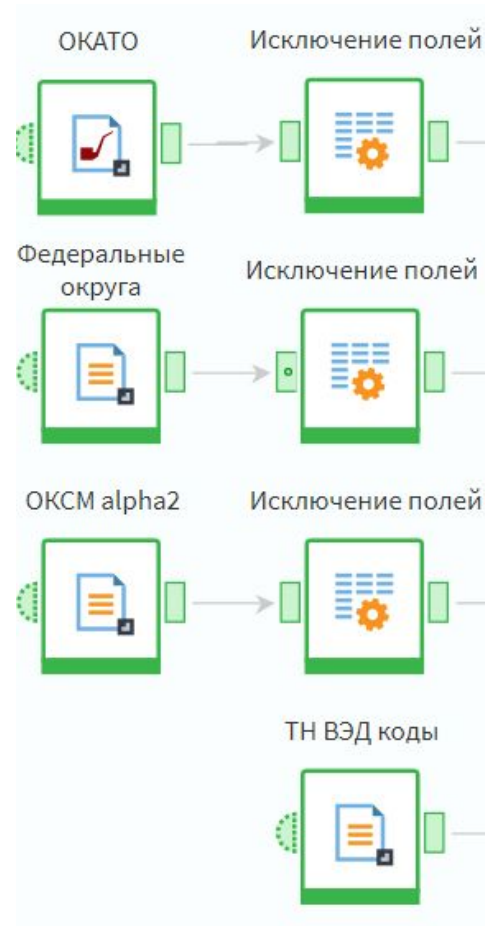 ОКАТО
Исключение полей
Федеральные
округа
Исключение полей
ОКСМ alpha2
Исключение полей
ТН ВЭД коды